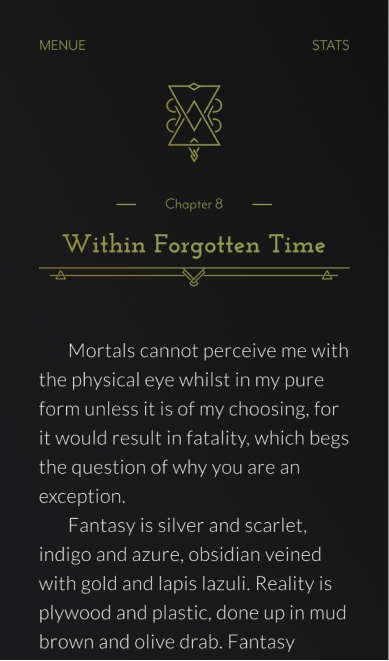 MENUE
STATS
Chapter 8
Within Forgotten Time
Mortals cannot perceive me with
the physical eye whilst in my pure
form unless it is of my choosing, for
it would result in fatality, which begs
the question of why you are an
exception.
Fantasy is silver and scarlet,
indigo and azure, obsidian veined
with gold and lapis lazuli. Reality is
plywood and plastic, done up in mud
brown and olive drab. Fantasy